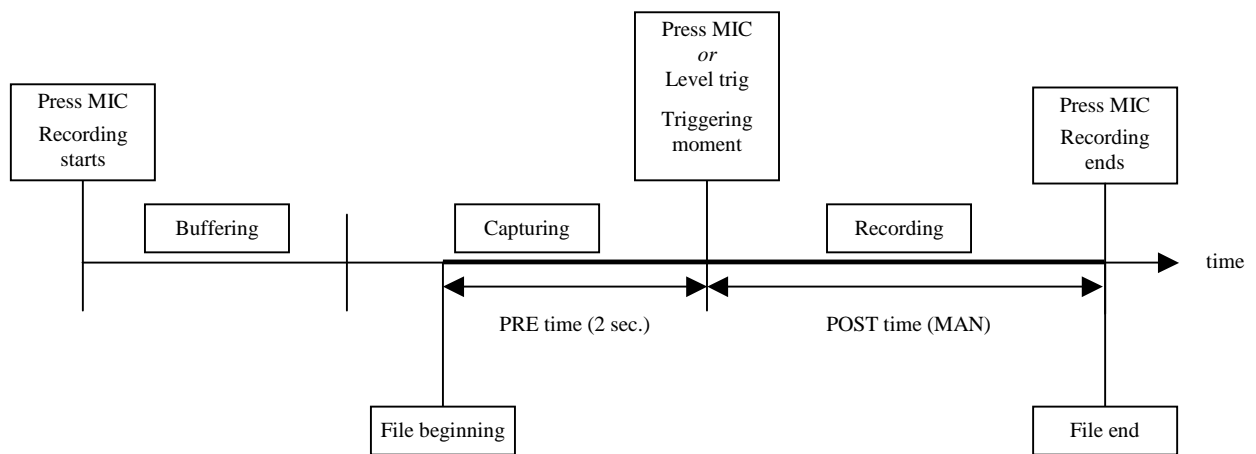 Press MIC
Recording
starts
Press MIC
or
Level trig
Triggering
moment
Press MIC
Recording
ends
Buffering
Capturing
Recording
time
PRE time (2 sec.)
POST time (MAN)
File beginning
File end